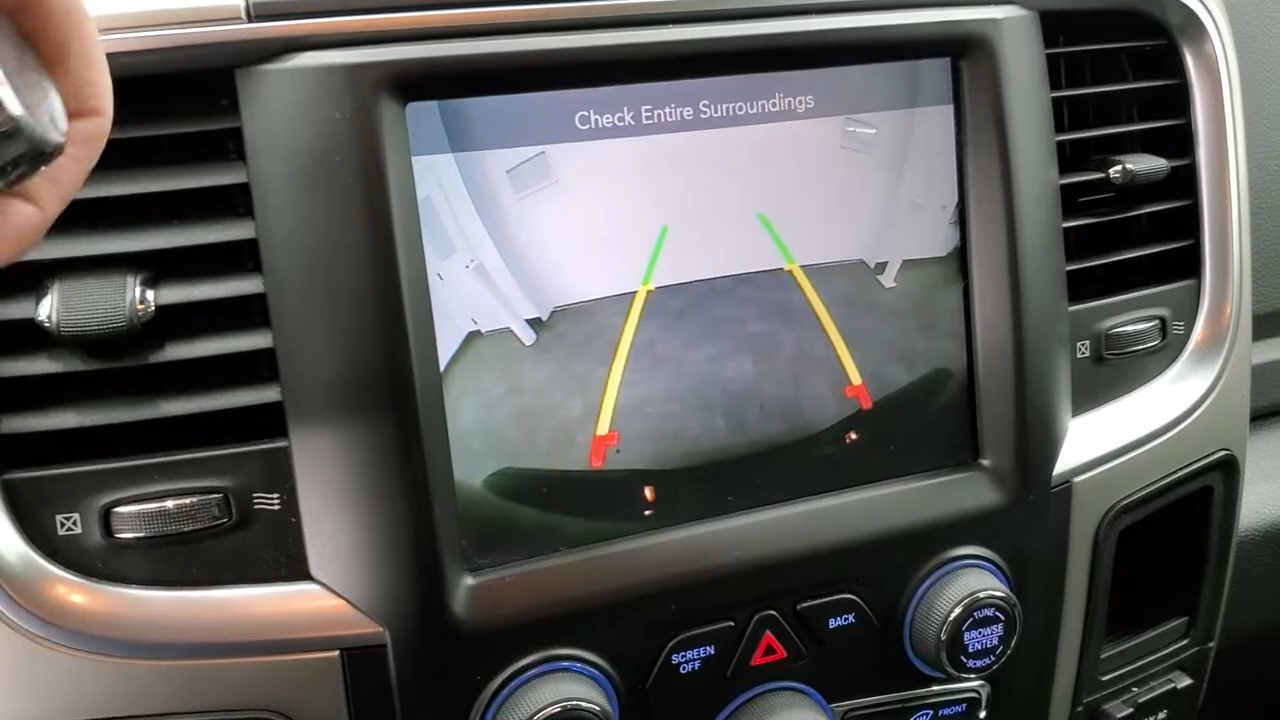 Check Entire Surroundings
SCREEN
OFF
BACK
TUNE
BROWSE
ENTER
SCROLL
FRONT